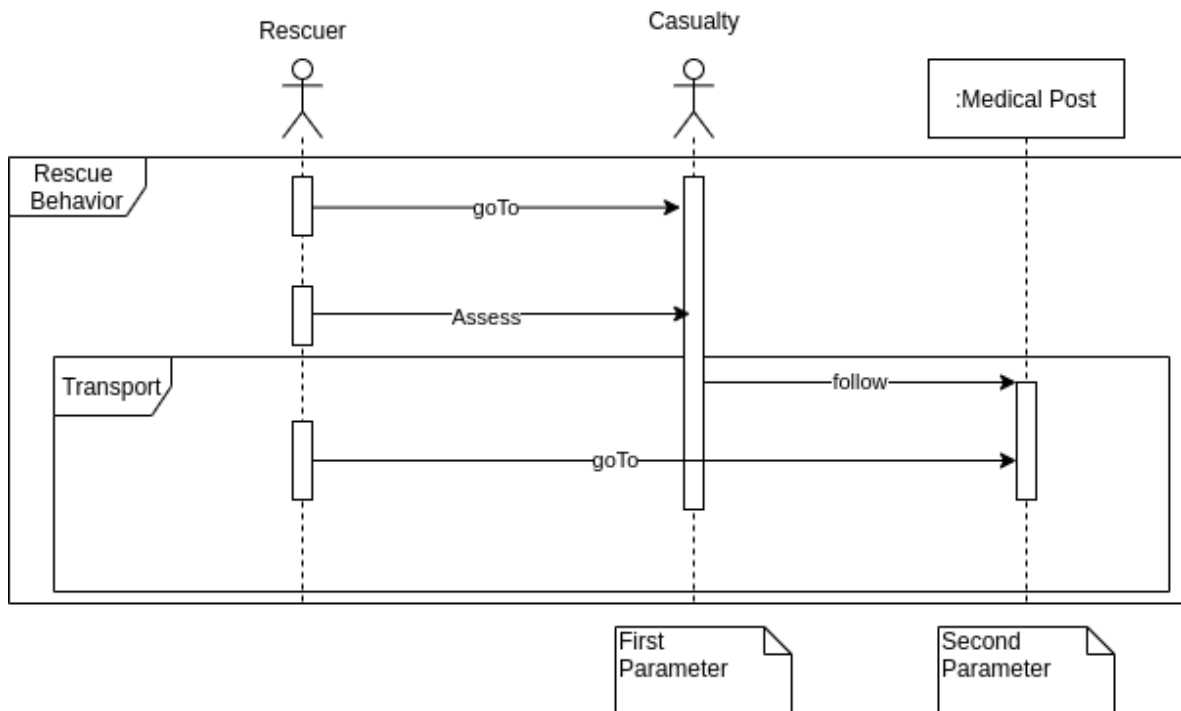 Rescuer
Casualty
:Medical Post
Rescue
Behavior
goTo
Assess
Transport
follow
goTo
First
Parameter
Second
Parameter